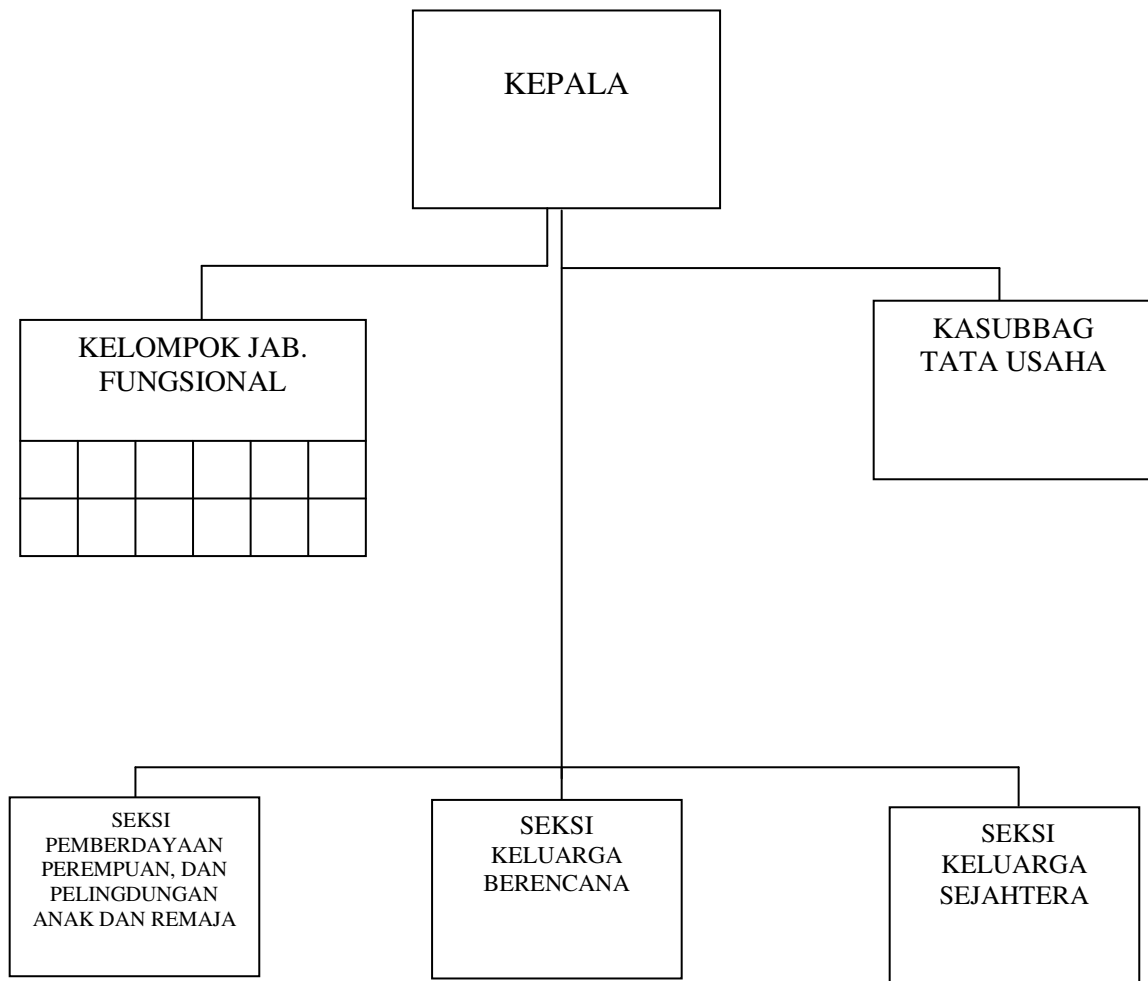 KEPALA
KELOMPOK JAB.
FUNGSIONAL
KASUBBAG
TATA USAHA
SEKSI
PEMBERDAYAAN
PEREMPUAN, DAN
PELINGDUNGAN
ANAK DAN REMAJA
SEKSI
KELUARGA
BERENCANA
SEKSI
KELUARGA
SEJAHTERA